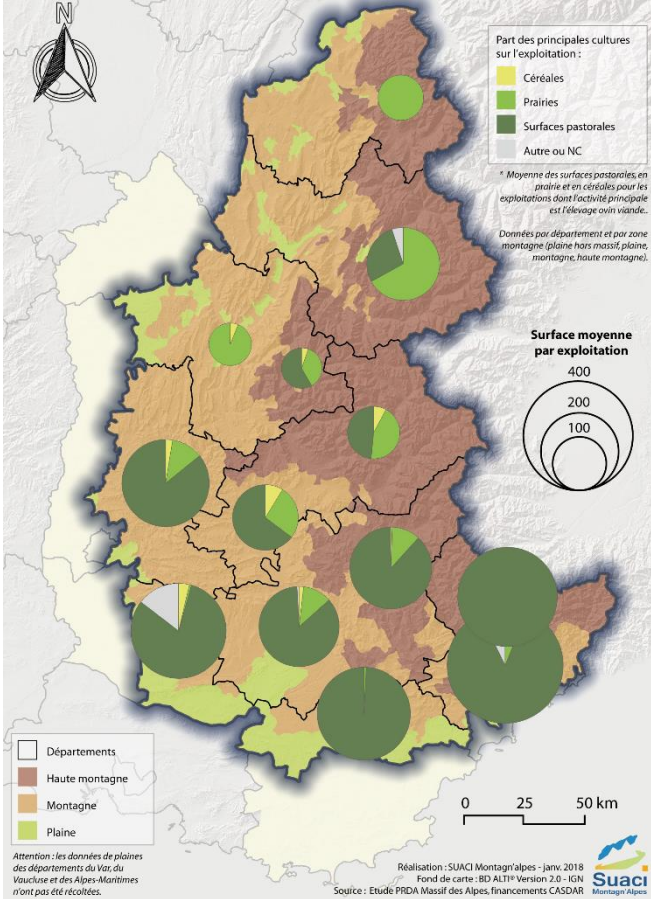 N
Part des principales cultures
sur l'exploitation :
Céréales
Prairies
Surfaces pastorales
Autre ou NC
* Moyenne des surfaces pastorales, en
prairie et en céréales pour les
exploitations dont l'activité principale
est l'élevage ovin viande..
Données par département et par zone
montagne (plaine hors massif, plaine,
montagne, haute montagne).
Surface moyenne
par exploitation
400
200
100
Départements
Haute montagne
Montagne
Plaine
0 25 50 km
Attention : les données de plaines
des départements du Var, du
Vaucluse et des Alpes-Maritimes
n'ont pas été récoltées.
Réalisation : SUACI Montagn'alpes - janv. 2018
Fond de carte : BD ALTI® Version 2.0 - IGN
Source : Etude PRDA Massif des Alpes, financements CASDAR
Suaci
Montagn'Alpes